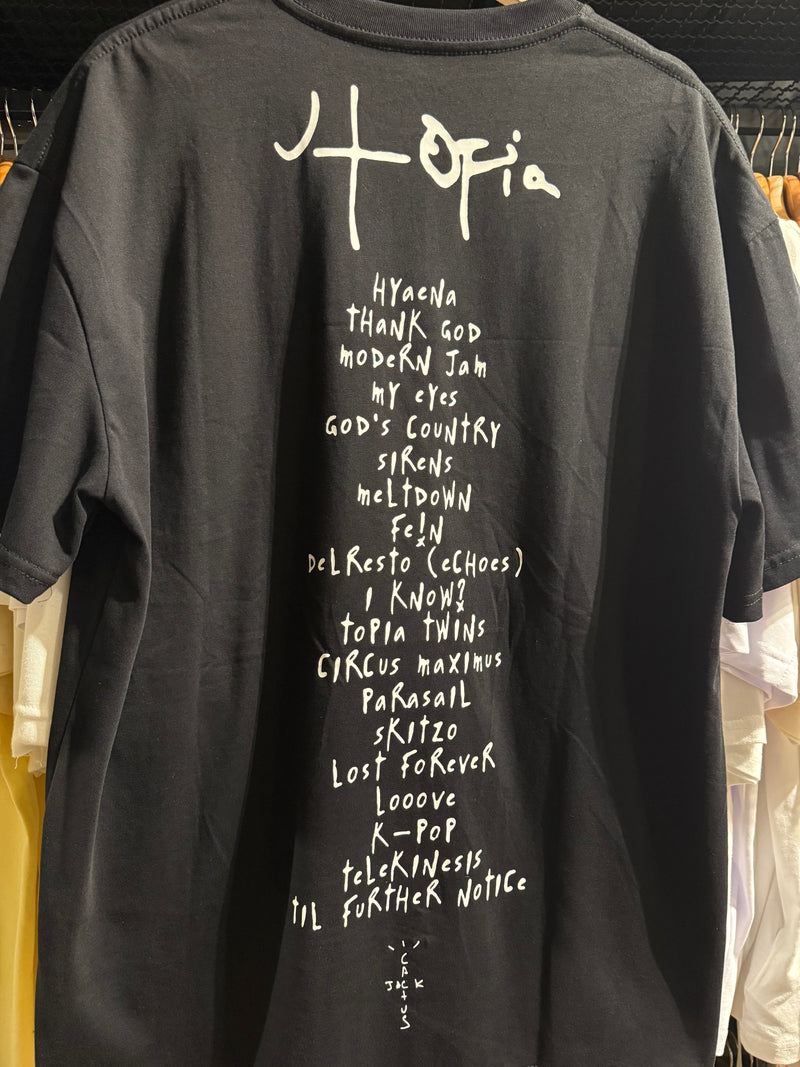 Utopia
HYaeNa
tHaNK GOD
moDeRN Jam
mY eYes
GOD's COUNtRY
sIReNs
meLtDOWN
Fe!N
DeLResto (eCHoes)
I KNOW?
toPIa tWINs
CIRCUs maXImUs
PaRasaIL
sKItZO
LOst FOReveR
LOOOve
K-POP
teLeKINesIs
tIL FURtHeR NOtICe
CACtUS
JACK